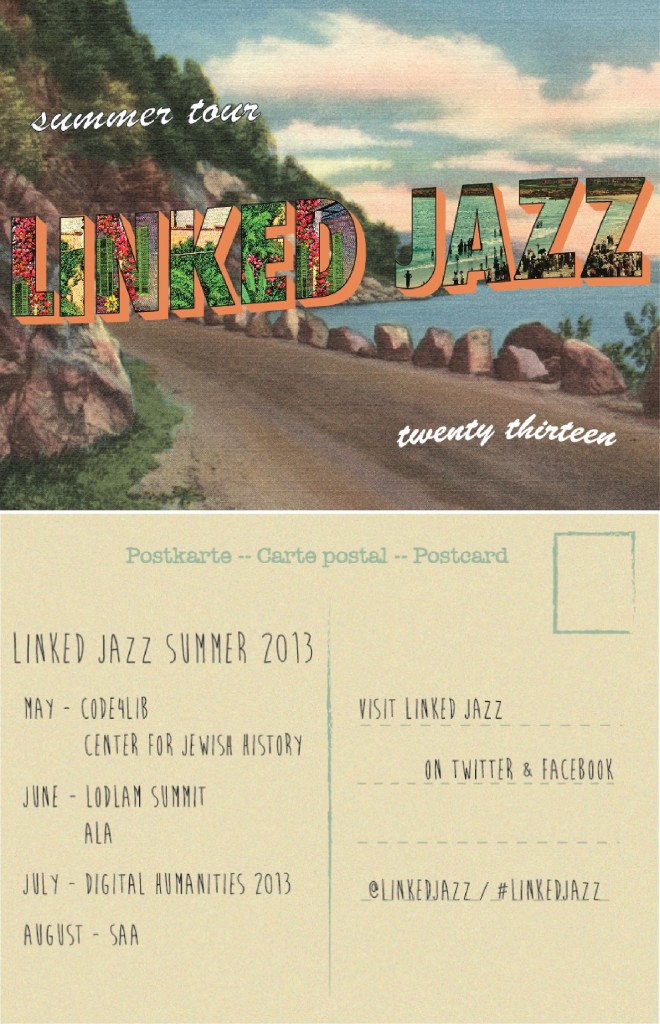 summer tour
LINKED JAZZ
twenty thirteen
Postkarte -- Carte postal -- Postcard
LINKED JAZZ SUMMER 2013
MAY - CODE4LIB
CENTER FOR JEWISH HISTORY
JUNE - LODLAM SUMMIT
ALA
JULY - DIGITAL HUMANITIES 2013
AUGUST - SAA
VISIT LINKED JAZZ
ON TWITTER & FACEBOOK
@LINKEDJAZZ / #LINKEDJAZZ